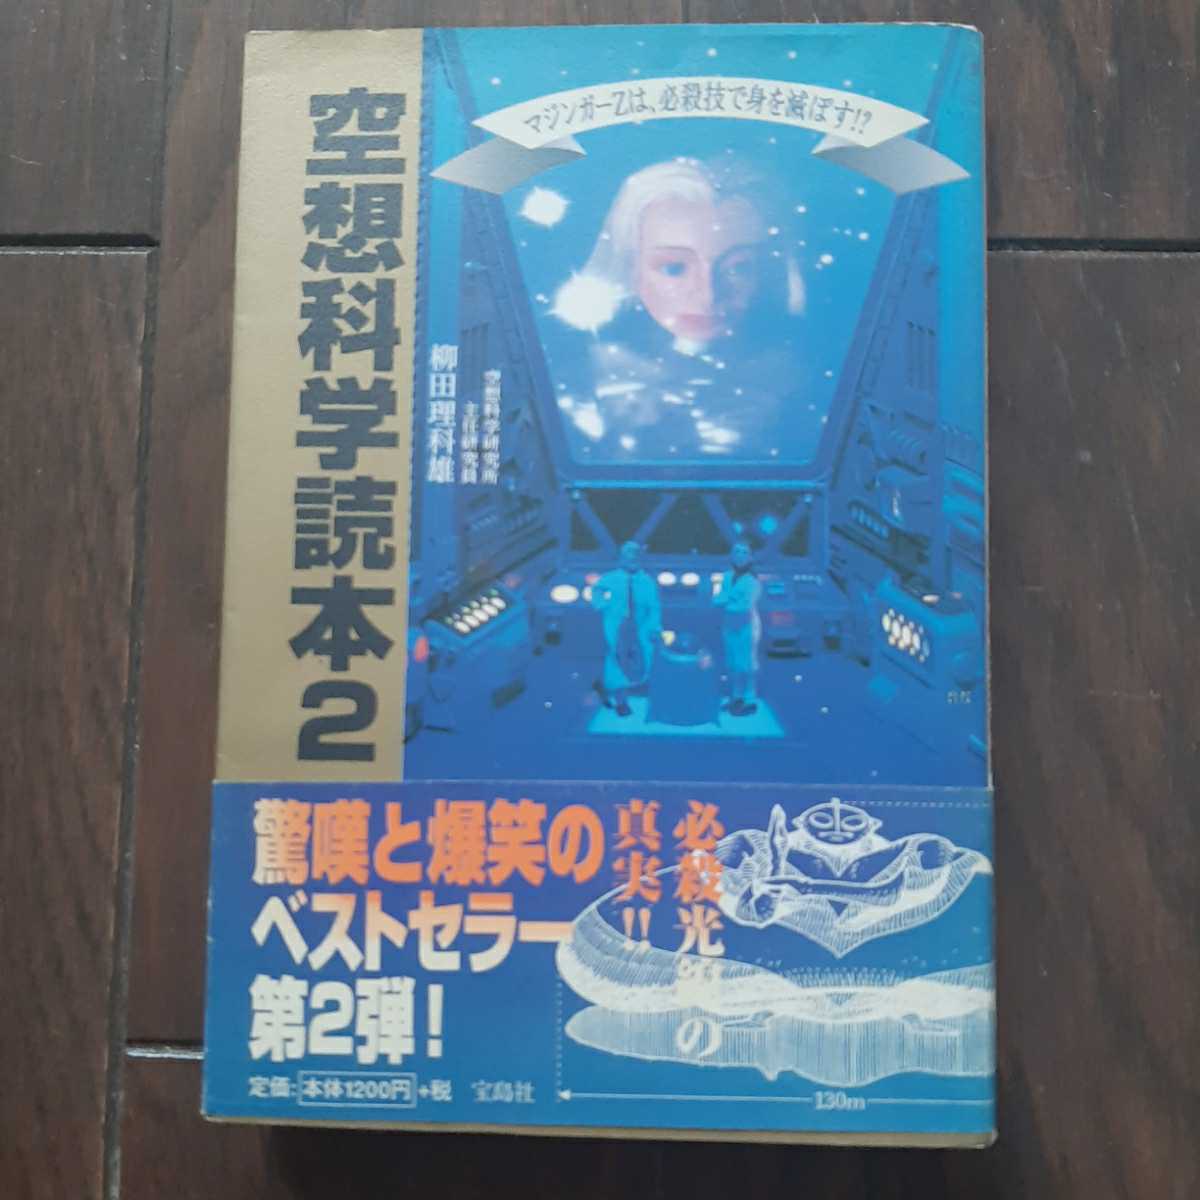 マジンガーZは、必殺技で身を滅ぼす!?
空想科学読本2
空想科学研究所
主任研究員
柳田理科雄
驚嘆と爆笑の
ベストセラー
第2弾!
必殺光線の
真実!!
定価:本体1200円+税 宝島社
130m